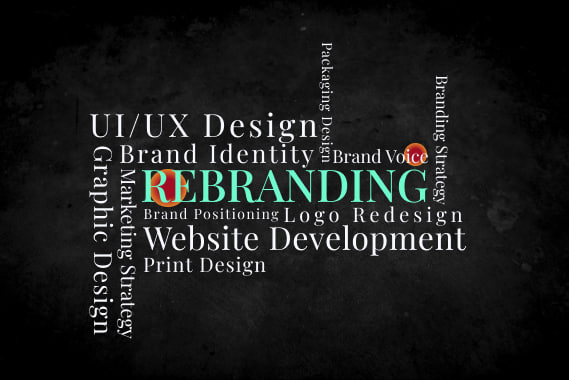 Packaging Design
Branding Strategy
UI/UX Design
Graphic Design
Brand Identity
Brand Voice
Marketing Strategy
REBRANDING
Brand Positioning
Logo Redesign
Website Development
Print Design